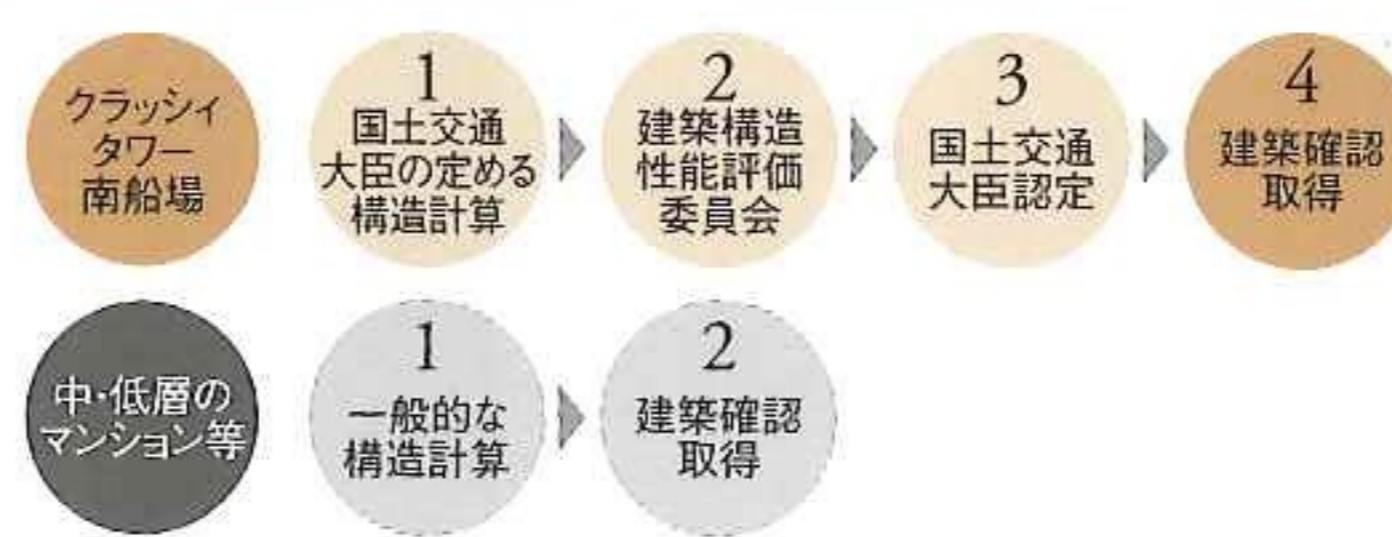 クラッシィ
タワー
南船場
1
国土交通
大臣の定める
構造計算
2
建築構造
性能評価
委員会
3
国土交通
大臣認定
4
建築確認
取得
中・低層の
マンション等
1
一般的な
構造計算
2
建築確認
取得